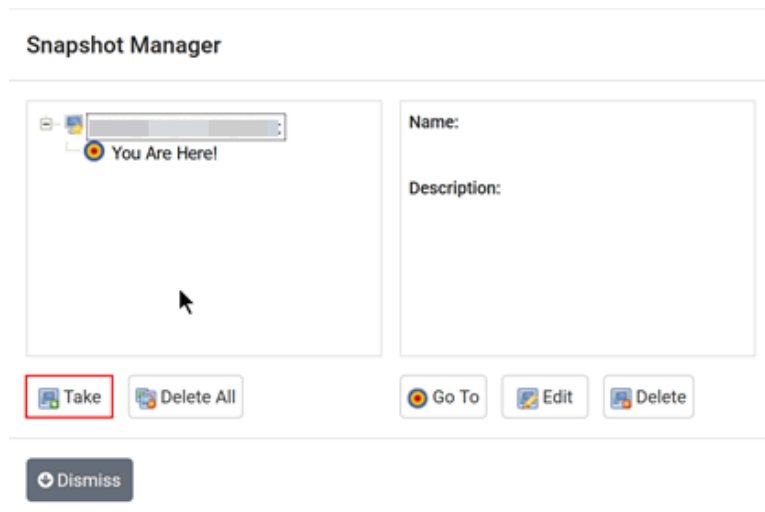 Snapshot Manager
You Are Here!
Name:
Description:
Take
Delete All
Go To
Edit
Delete
Dismiss